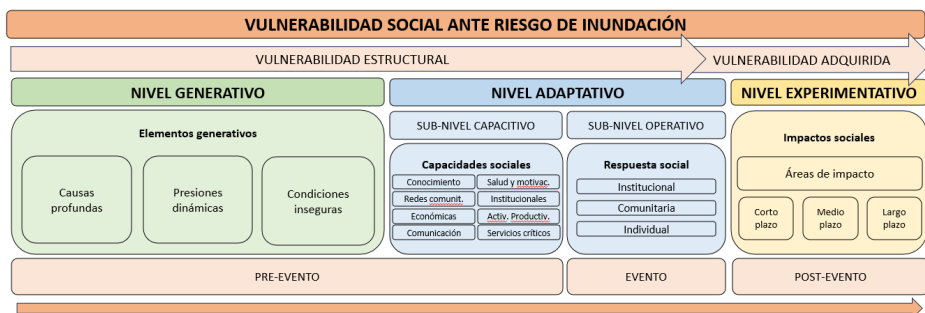 VULNERABILIDAD SOCIAL ANTE RIESGO DE INUNDACIÓN
VULNERABILIDAD ESTRUCTURAL
VULNERABILIDAD ADQUIRIDA
NIVEL GENERATIVO
NIVEL ADAPTATIVO
NIVEL EXPERIMENTATIVO
Elementos generativos
Causas
profundas
Presiones
dinámicas
Condiciones
inseguras
SUB-NIVEL CAPACITIVO
SUB-NIVEL OPERATIVO
Capacidades sociales
Conocimiento
Salud y motivac.
Redes comunit.
Institucionales
Económicas
Activ. Productiv.
Comunicación
Servicios críticos
Respuesta social
Institucional
Comunitaria
Individual
Impactos sociales
Áreas de impacto
Corto
plazo
Medio
plazo
Largo
plazo
PRE-EVENTO
EVENTO
POST-EVENTO